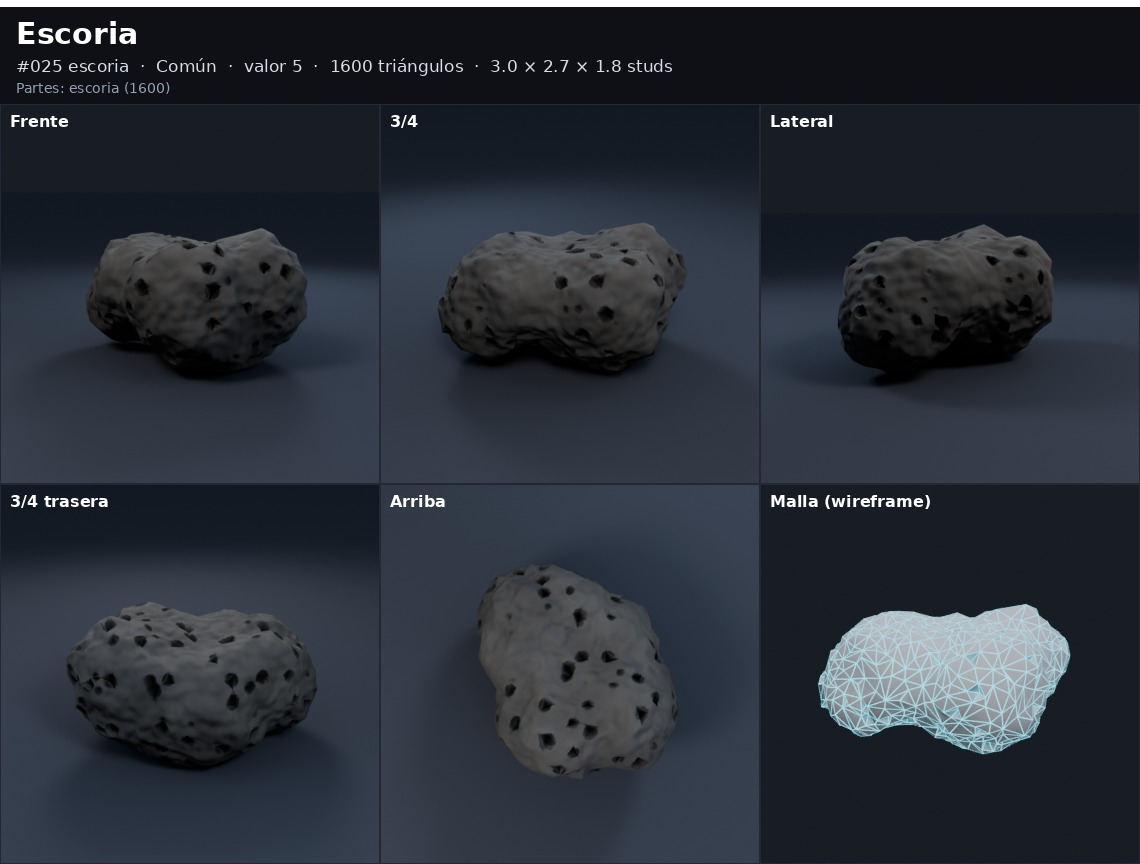 Escoria
#025 escoria · Común · valor 5 · 1600 triángulos · 3.0 × 2.7 × 1.8 studs
Partes: escoria (1600)
Frente
3/4
Lateral
3/4 trasera
Arriba
Malla (wireframe)